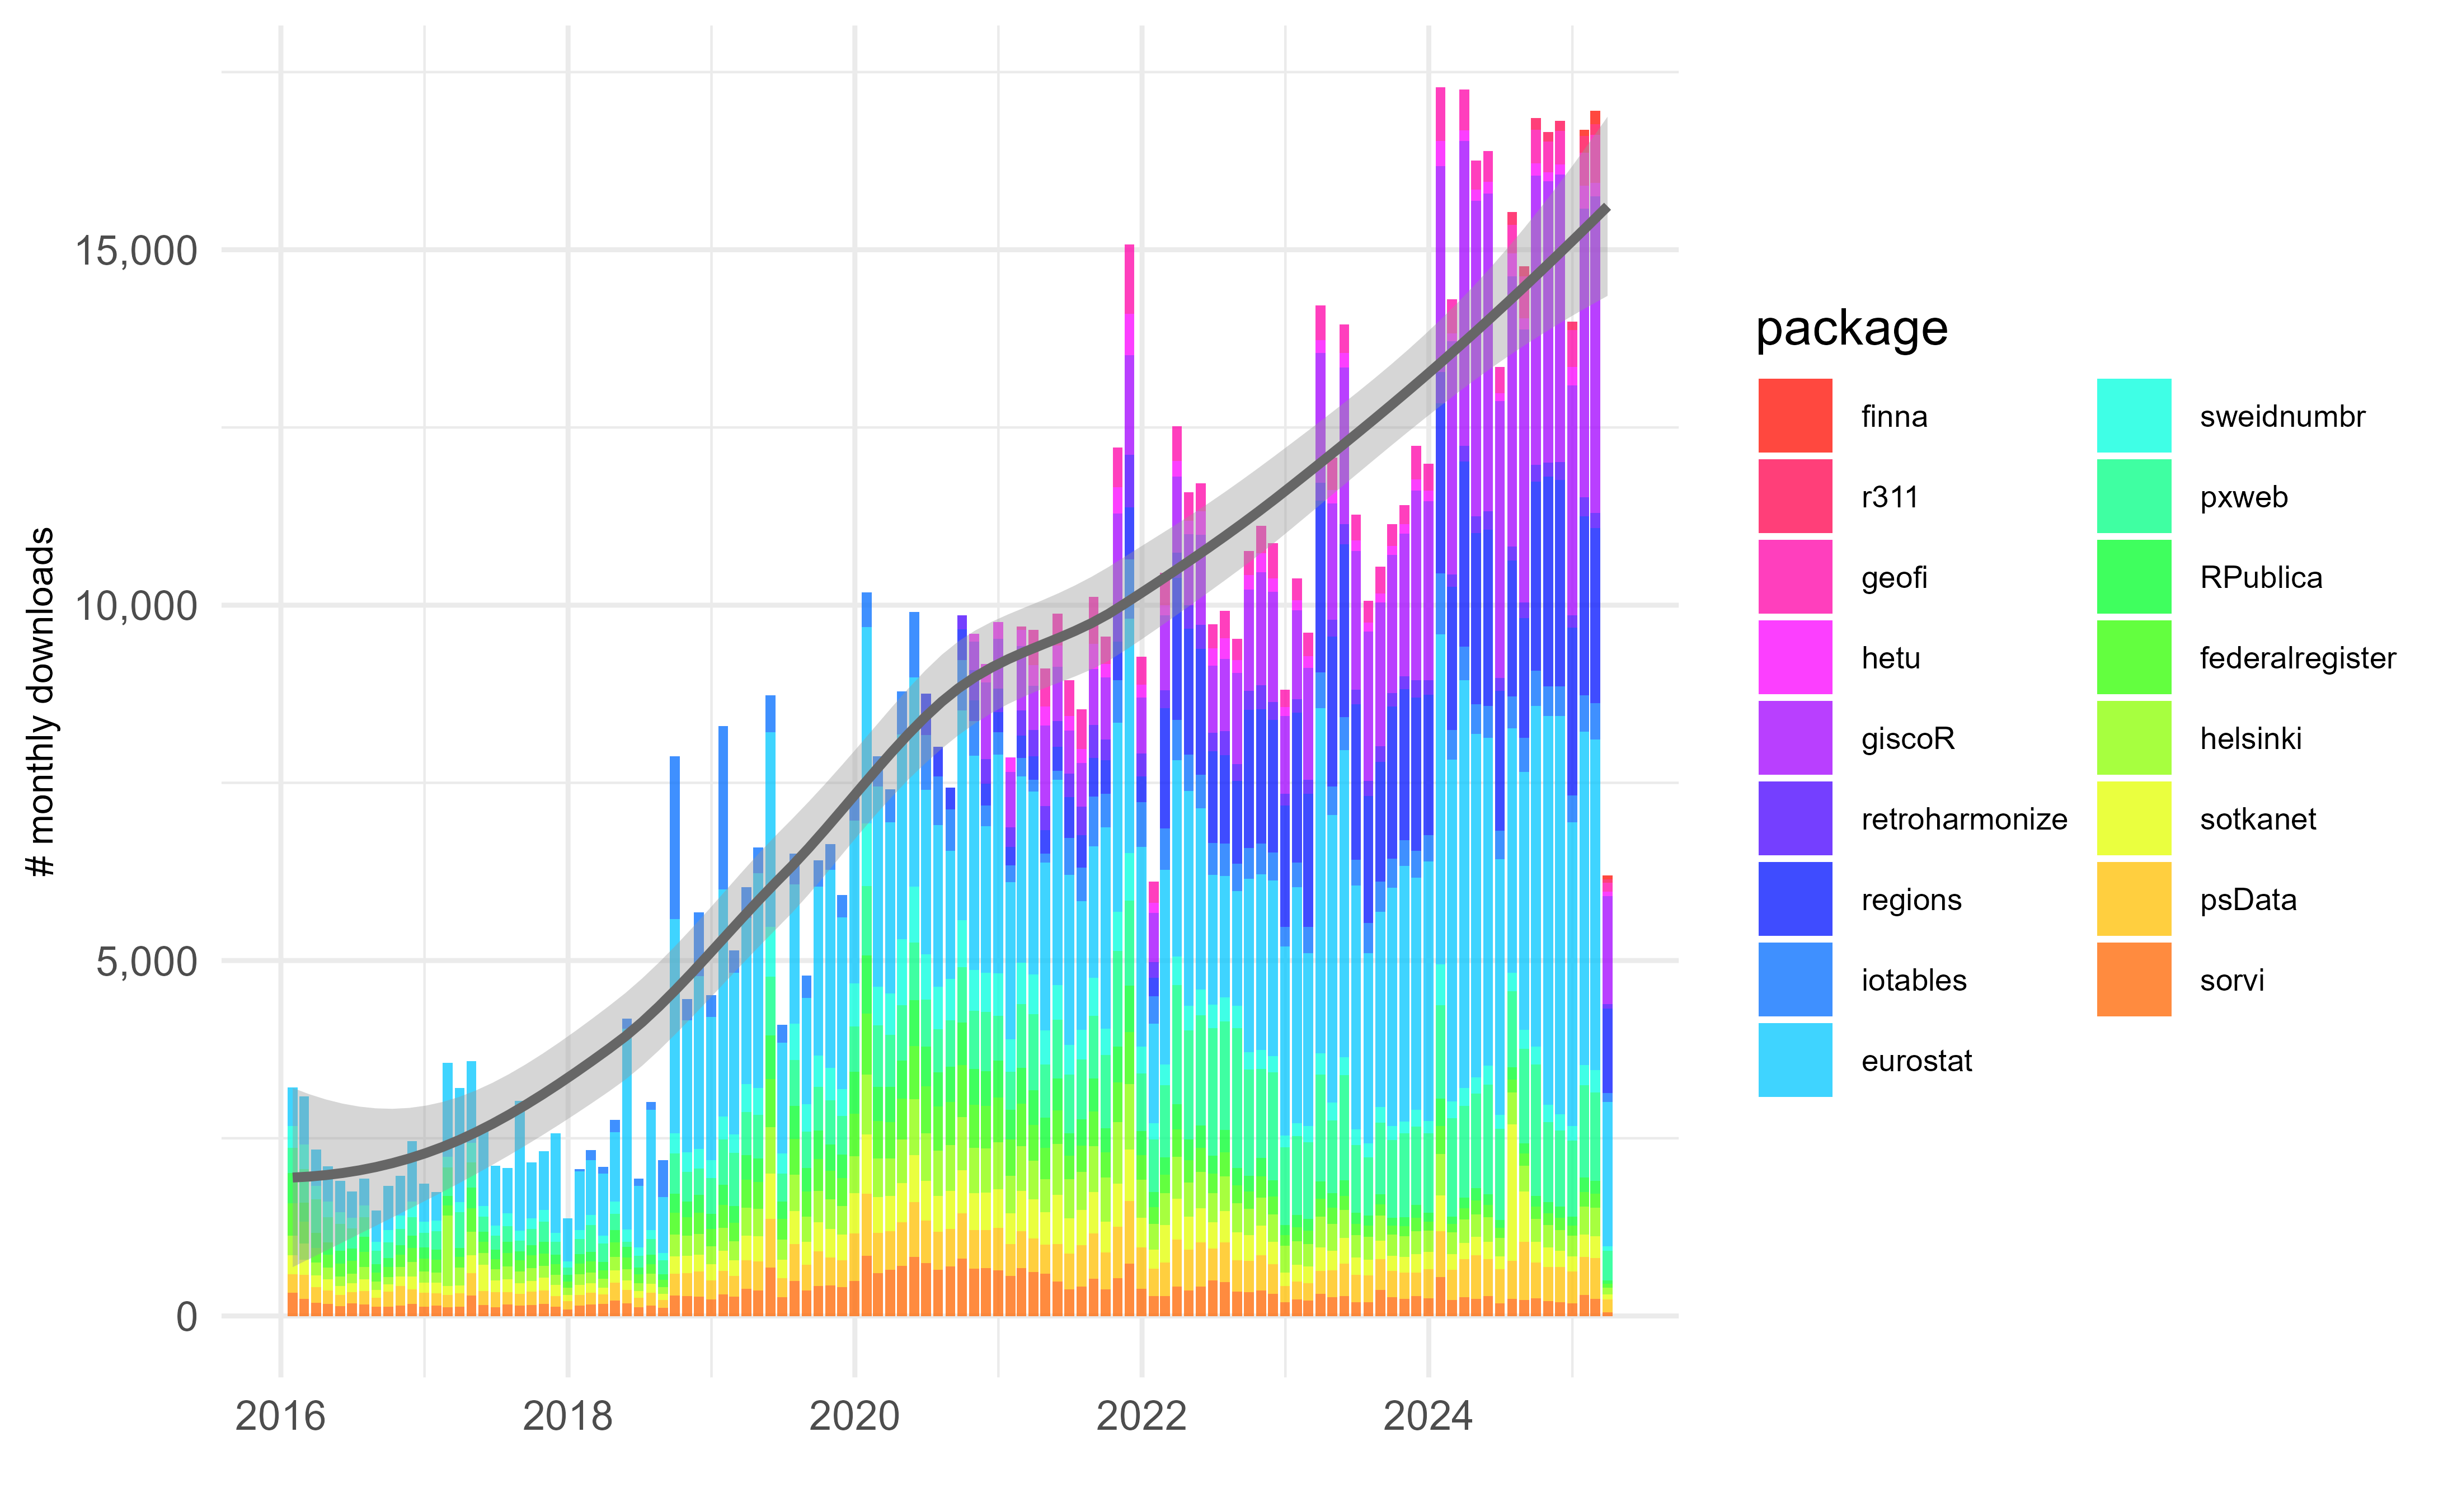 # monthly downloads
15,000
10,000
5,000
0
2016
2018
2020
2022
2024
package
finna
r311
geofi
hetu
giscoR
retroharmonize
regions
iotables
eurostat
sweidnumbr
pxweb
RPublica
federalregister
helsinki
sotkanet
psData
sorvi